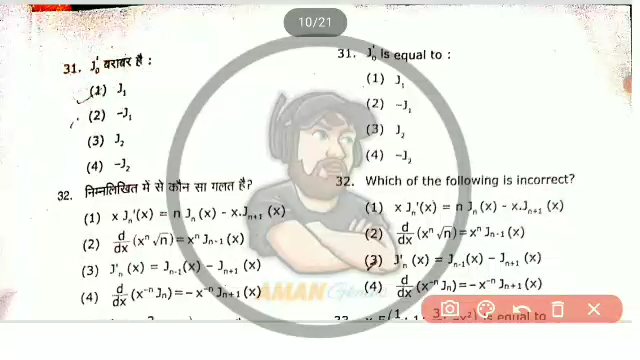 10/21
31. J₀' बराबर है :
(1) J₁
(2) -J₁
(3) J₂
(4) -J₂
32. निम्नलिखित में से कौन सा गलत है?
(1) x Jₙ'(x) = n Jₙ (x) - x.Jₙ₊₁ (x)
(2) d/dx (xⁿ √n) = xⁿ Jₙ₋₁ (x)
(3) J'ₙ (x) = Jₙ₋₁(x) - Jₙ₊₁ (x)
(4) d/dx (x⁻ⁿ Jₙ) = - x⁻ⁿ Jₙ₊₁ (x)
31. J₀' is equal to :
(1) J₁
(2) -J₁
(3) J₂
(4) -J₂
32. Which of the following is incorrect?
(1) x Jₙ'(x) = n Jₙ (x) - x.Jₙ₊₁ (x)
(2) d/dx (xⁿ √n) = xⁿ Jₙ₋₁ (x)
(3) J'ₙ (x) = Jₙ₋₁(x) - Jₙ₊₁ (x)
(4) d/dx (x⁻ⁿ Jₙ) = - x⁻ⁿ Jₙ₊₁ (x)
is equal to
AMAN